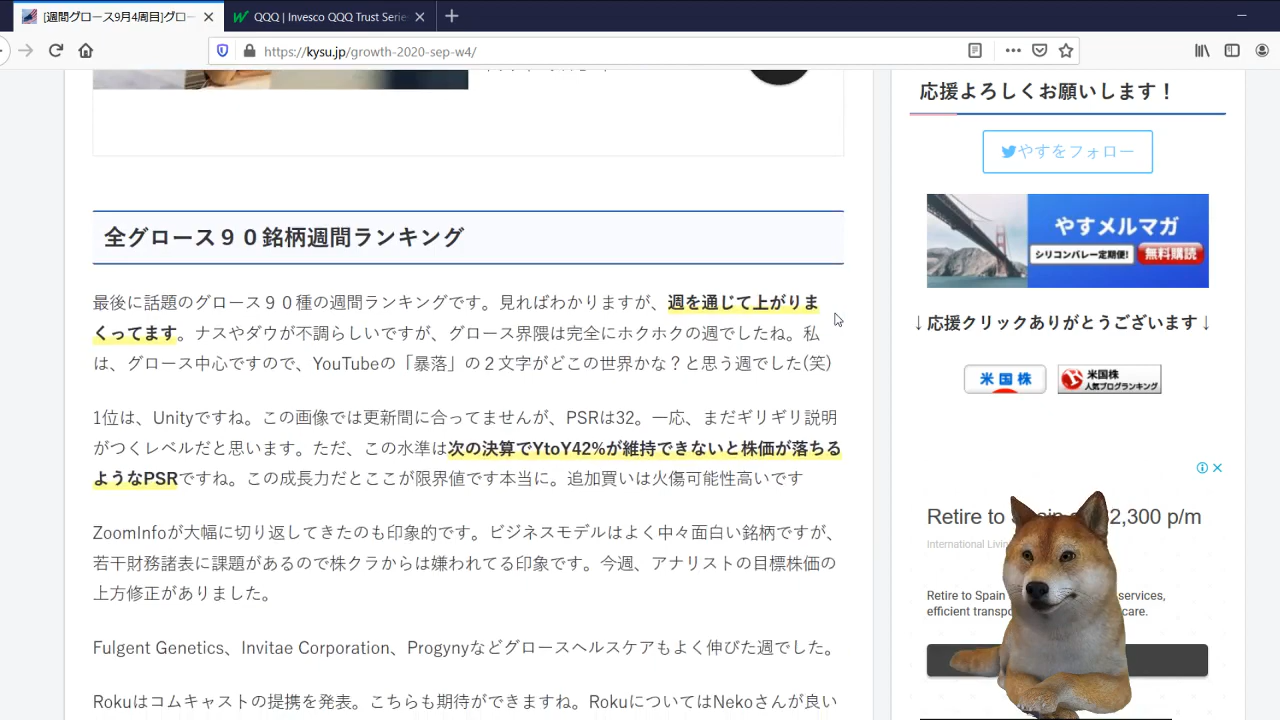 [週間グロース9月4周目]グロー
QQQ | Invesco QQQ Trust Serie
https://kysu.jp/growth-2020-sep-w4/
応援よろしくお願いします！
やすをフォロー
やすメルマガ
シリコンバレー定期便!
無料購読
↓応援クリックありがとうございます↓
米国株
米国株
人気ブログランキング
全グロース９０銘柄週間ランキング
最後に話題のグロース９０種の週間ランキングです。見ればわかりますが、週を通じて上がりま
くってます。ナスやダウが不調らしいですが、グロース界隈は完全にホクホクの週でしたね。私
は、グロース中心ですので、YouTubeの「暴落」の２文字がどこの世界かな？と思う週でした(笑)
1位は、Unityですね。この画像では更新間に合ってませんが、PSRは32。一応、まだギリギリ説明
がつくレベルだと思います。ただ、この水準は次の決算でYtoY42%が維持できないと株価が落ちる
ようなPSRですね。この成長力だとここが限界値です本当に。追加買いは火傷可能性高いです
ZoomInfoが大幅に切り返してきたのも印象的です。ビジネスモデルはよく中々面白い銘柄ですが、
若干財務諸表に課題があるので株クラからは嫌われてる印象です。今週、アナリストの目標株価の
上方修正がありました。
Fulgent Genetics、Invitae Corporation、Progynyなどグロースヘルスケアもよく伸びた週でした。
Rokuはコムキャストの提携を発表。こちらも期待ができますね。RokuについてはNekoさんが良い
Retire to 2,300 p/m
International Livin
Retire to Spain services,
efficient transpo care.